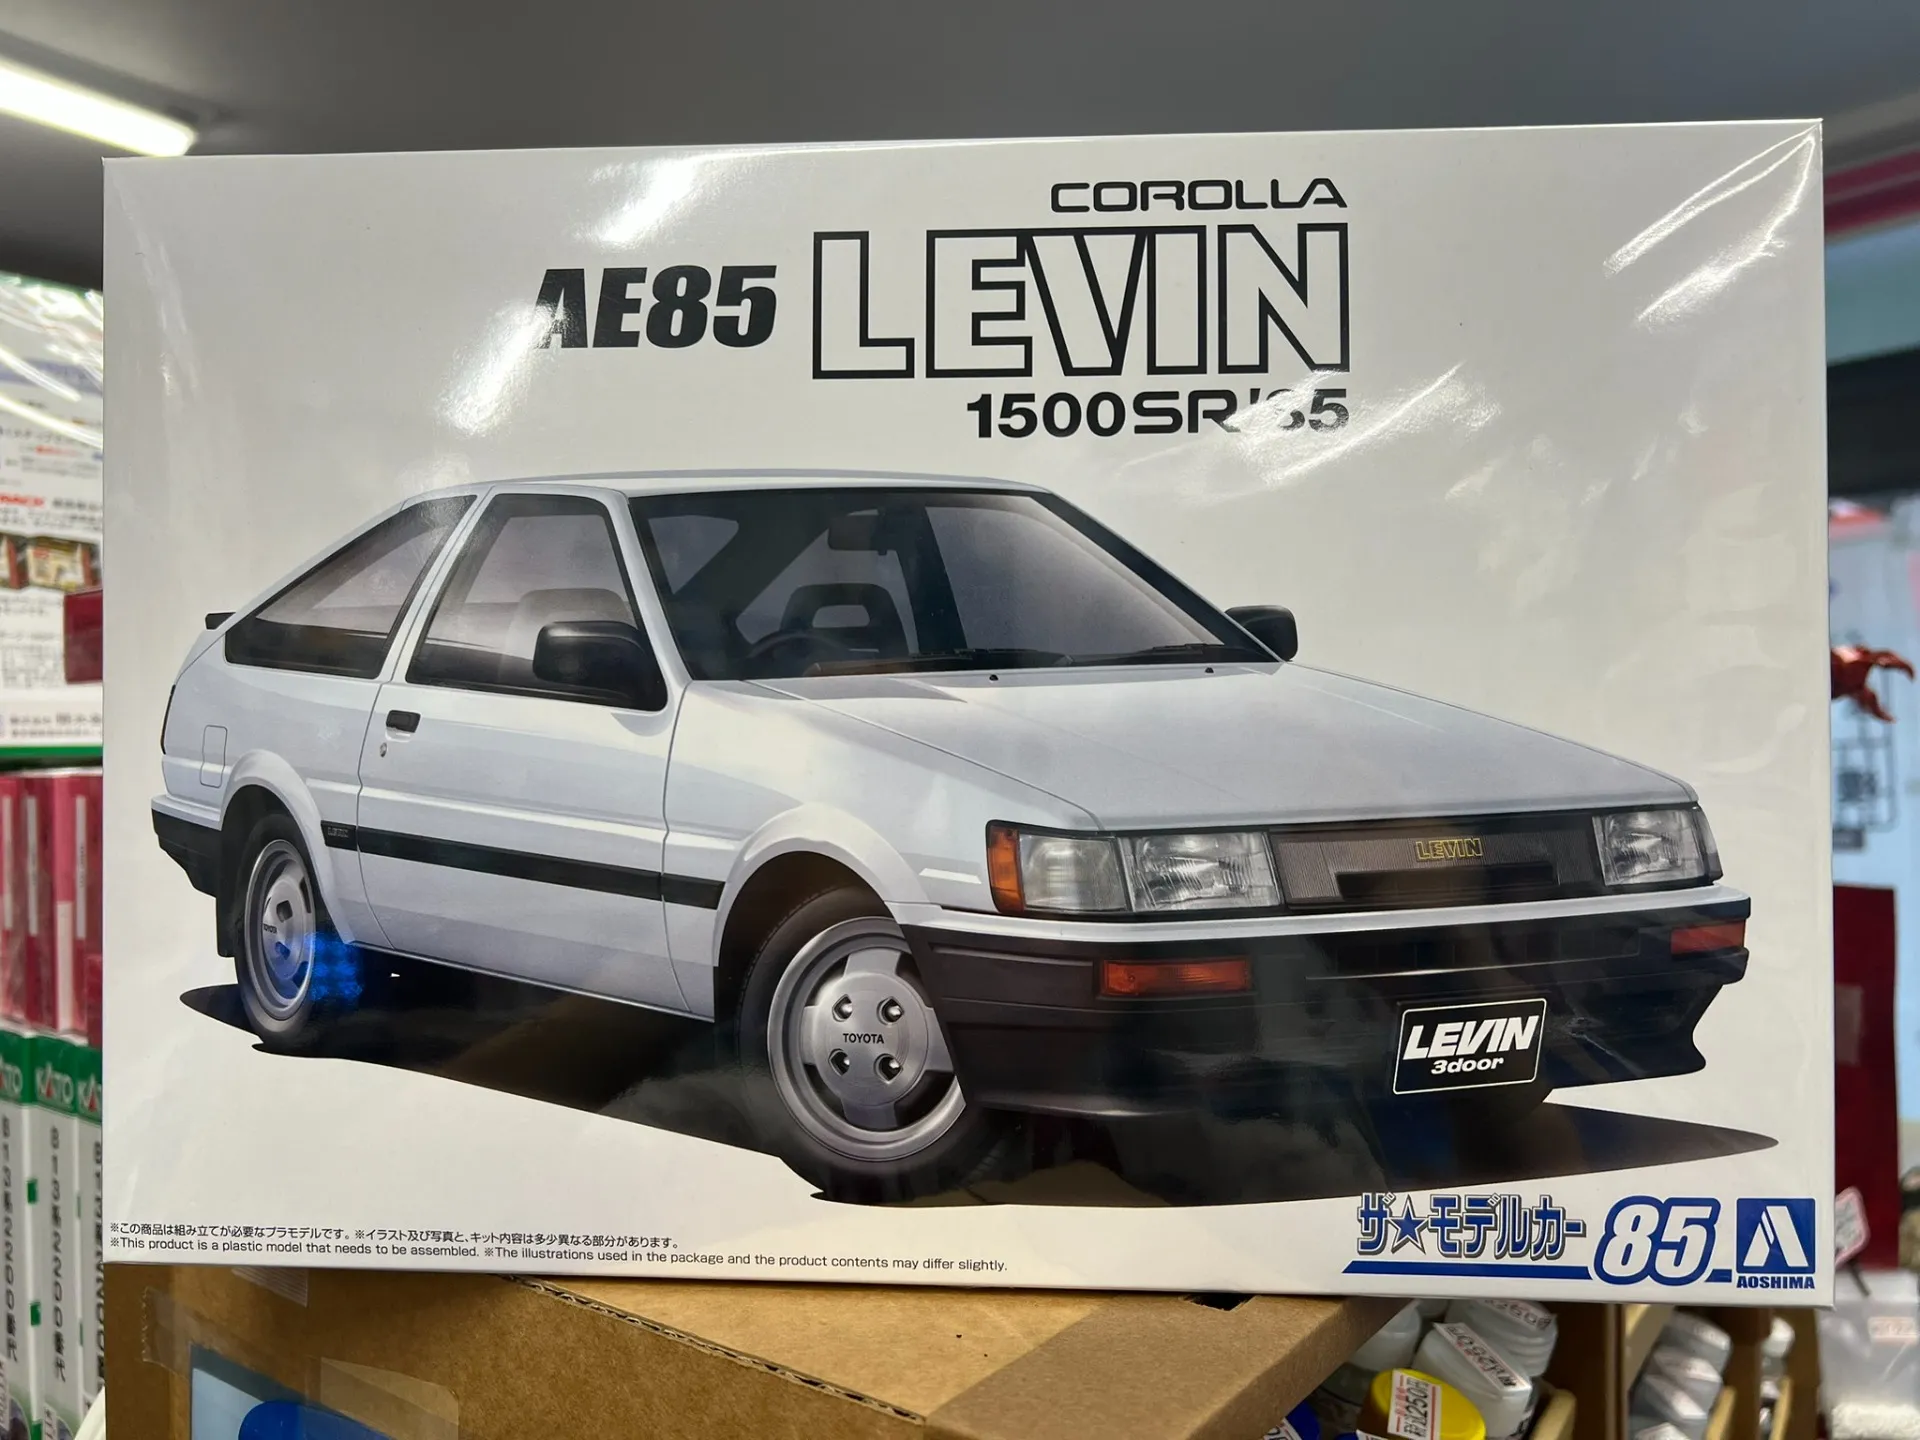 COROLLA
AE85 LEVIN
1500SR'85
LEVIN
TOYOTA
LEVIN
3door
※この商品は組み立てが必要なプラモデルです。※イラスト及び写真と、キット内容は多少異なる部分があります。
※This product is a plastic model that needs to be assembled. ※The illustrations used in the package and the product contents may differ slightly.
ザ★モデルカー 85
AOSHIMA
KATO